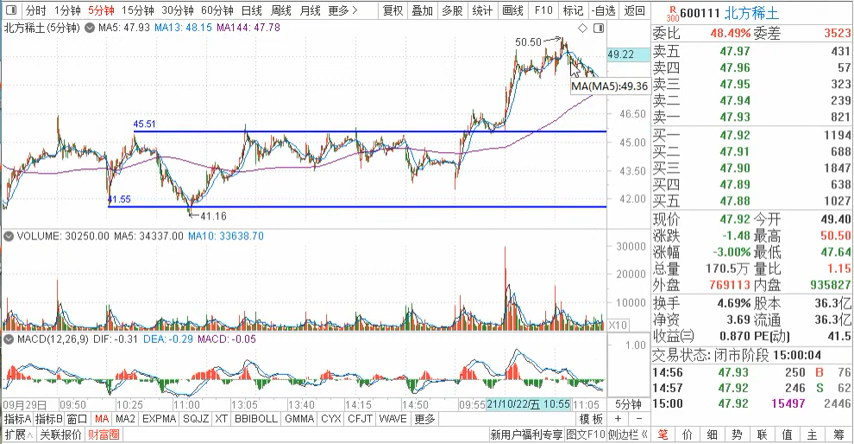 分时 1分钟 5分钟 15分钟 30分钟 60分钟 日线 周线 月线 更多 > 复权 叠加 多股 统计 画线 F10 标记 -自选 返回
北方稀土(5分钟) MA5: 47.93 MA13: 48.15 MA144: 47.78
50.50
49.22
MA(MA5):49.36
46.50
45.51
45.00
43.50
42.00
41.55
41.16
VOLUME: 30250.00 MA5: 34337.00 MA10: 33638.70
30000
20000
10000
X10
MACD(12,26,9) DIF: -0.31 DEA: -0.29 MACD: -0.05
1.00
09月29日 09:50 11:00 13:05 13:40 14:15 14:50 09:55 21/10/22/五 10:55 11:05 5分钟
指标A 指标B 窗口 MA MA2 EXPMA SQJZ XT BBIBOLL GMMA CYX CFJT WAVE 更多 模板 + -
扩展∧ 关联报价 财富圈 新用户福利专享 图文F10 侧边栏 <
R 300 600111 北方稀土
委比 48.49% 委差 3523
卖五 47.97 431
卖四 47.96 57
卖三 47.95 323
卖二 47.94 239
卖一 47.93 821
买一 47.92 1194
买二 47.91 688
买三 47.90 1847
买四 47.89 638
买五 47.88 1027
现价 47.92 今开 49.40
涨跌 -1.48 最高 50.50
涨幅 -3.00% 最低 47.64
总量 170.5万 量比 1.15
外盘 769113 内盘 935827
换手 4.69% 股本 36.3亿
净资 3.69 流通 36.3亿
收益㈢ 0.870 PE(动) 41.5
交易状态: 闭市阶段 15:00:04
14:56 47.93 250 B 76
14:57 47.92 246 S 62
15:00 47.92 15497 2446
笔 价 细 势 联 值 主 筹